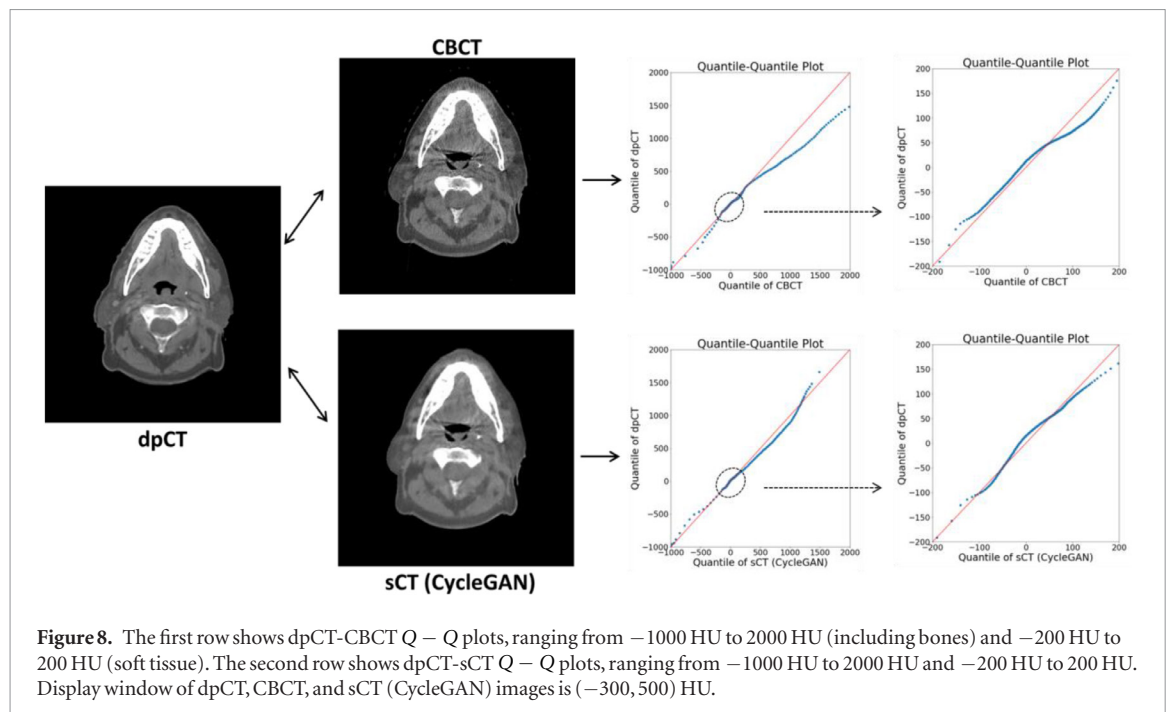 CBCT
dpCT
Quantile-Quantile Plot
Quantile of dpCT
2000
1500
1000
500
0
−500
−1000
−1000 −500 0 500 1000 1500 2000
Quantile of CBCT
Quantile-Quantile Plot
Quantile of dpCT
200
150
100
50
0
−50
−100
−150
−200
−200 −100 0 100 200
Quantile of CBCT
sCT (CycleGAN)
Quantile-Quantile Plot
Quantile of dpCT
2000
1500
1000
500
0
−500
−1000
−1000 −500 0 500 1000 1500 2000
Quantile of sCT (CycleGAN)
Quantile-Quantile Plot
Quantile of dpCT
200
150
100
50
0
−50
−100
−150
−200
−200 −100 0 100 200
Quantile of sCT (CycleGAN)
Figure 8. The first row shows dpCT-CBCT Q − Q plots, ranging from −1000 HU to 2000 HU (including bones) and −200 HU to
200 HU (soft tissue). The second row shows dpCT-sCT Q − Q plots, ranging from −1000 HU to 2000 HU and −200 HU to 200 HU.
Display window of dpCT, CBCT, and sCT (CycleGAN) images is (−300, 500) HU.